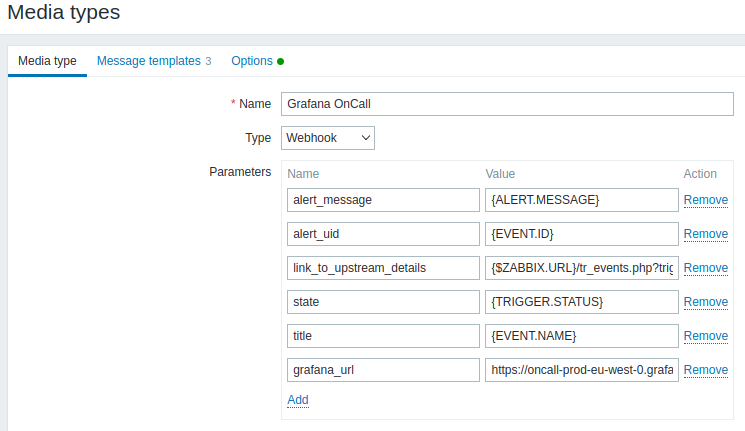 Media types
Media type Message templates 3 Options
* Name Grafana OnCall
Type Webhook
Parameters Name Value Action
alert_message {ALERT.MESSAGE} Remove
alert_uid {EVENT.ID} Remove
link_to_upstream_details {$ZABBIX.URL}/tr_events.php?trig Remove
state {TRIGGER.STATUS} Remove
title {EVENT.NAME} Remove
grafana_url https://oncall-prod-eu-west-0.grafa Remove
Add